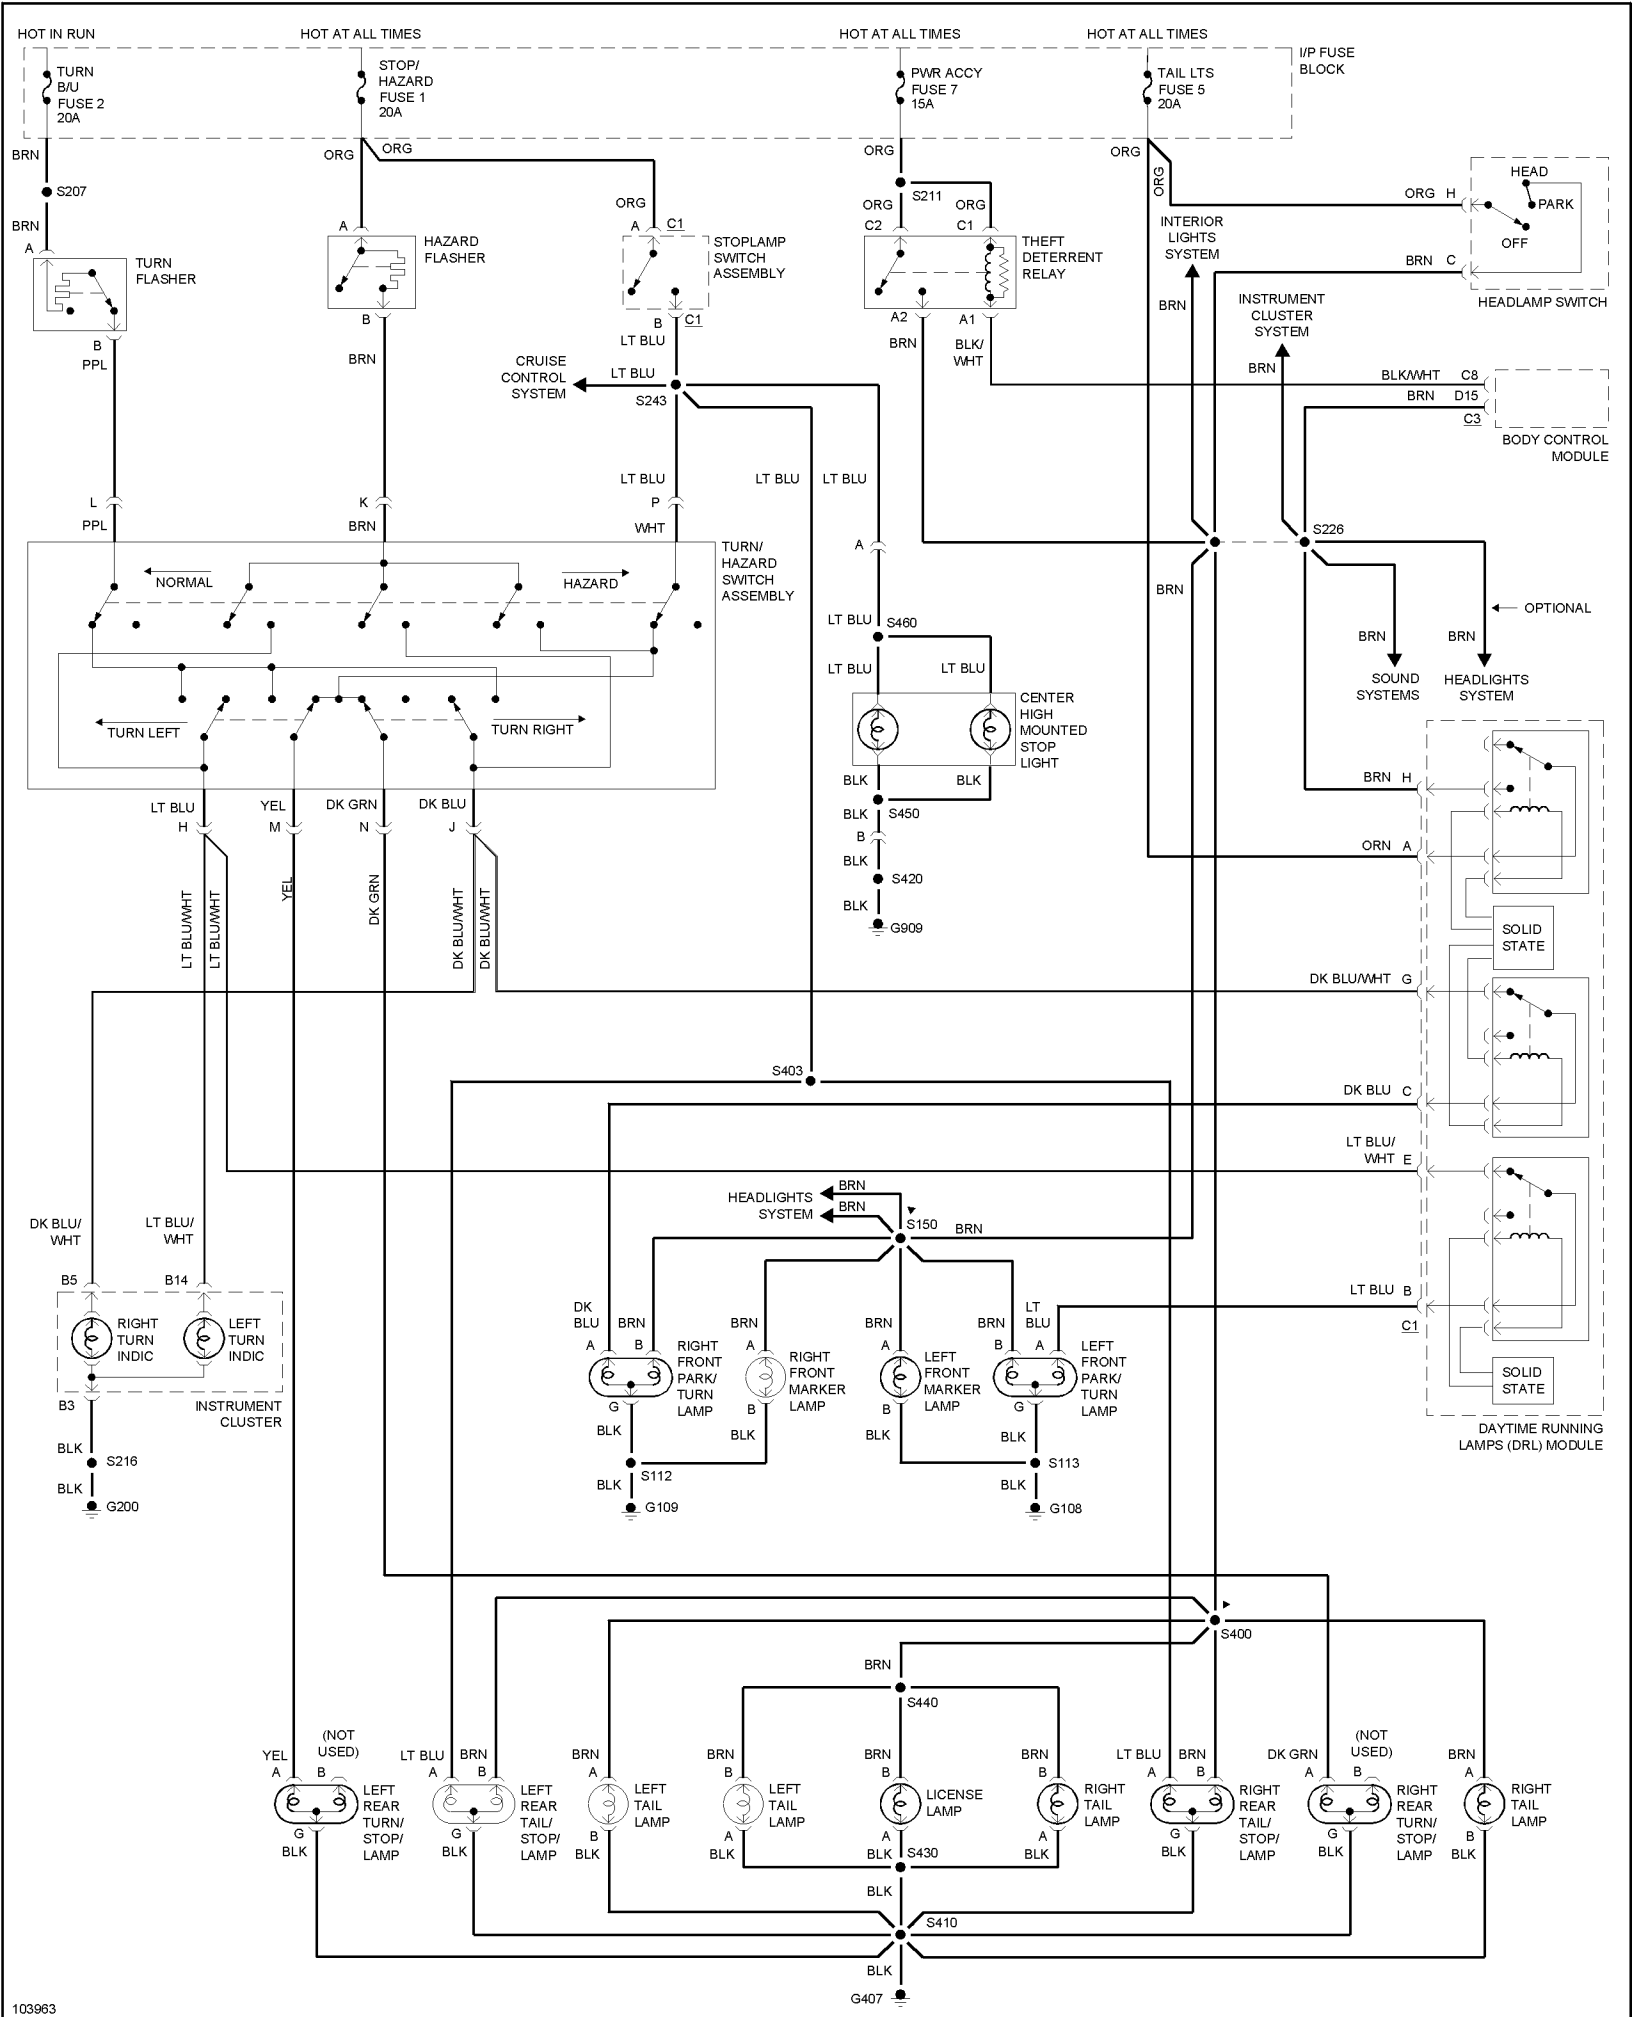 HOT IN RUN
HOT AT ALL TIMES
HOT AT ALL TIMES
HOT AT ALL TIMES
I/P FUSE
BLOCK
TURN
B/U
FUSE 2
20A
STOP/
HAZARD
FUSE 1
20A
PWR ACCY
FUSE 7
15A
TAIL LTS
FUSE 5
20A
BRN
ORG
ORG
ORG
ORG
ORG
S207
S211
BRN
A
A
ORG
A
C1
ORG
C2
ORG
C1
ORG H
HEAD
PARK
OFF
BRN C
HEADLAMP SWITCH
TURN
FLASHER
HAZARD
FLASHER
STOPLAMP
SWITCH
ASSEMBLY
THEFT
DETERRENT
RELAY
INTERIOR
LIGHTS
SYSTEM
BRN
INSTRUMENT
CLUSTER
SYSTEM
BRN
B
PPL
B
BRN
B
C1
LT BLU
A2
BRN
A1
BLK/
WHT
CRUISE
CONTROL
SYSTEM
LT BLU
S243
BLK/WHT C8
BRN D15
C3
BODY CONTROL
MODULE
LT BLU
LT BLU
LT BLU
L
PPL
K
BRN
P
WHT
A
S226
TURN/
HAZARD
SWITCH
ASSEMBLY
NORMAL
HAZARD
TURN LEFT
TURN RIGHT
BRN
OPTIONAL
BRN
BRN
SOUND
SYSTEMS
HEADLIGHTS
SYSTEM
LT BLU
S460
LT BLU
LT BLU
CENTER
HIGH
MOUNTED
STOP
LIGHT
BLK
BLK
S450
BLK
B
BLK
S420
BLK
G909
LT BLU
H
YEL
M
DK GRN
N
DK BLU
J
LT BLU/WHT
LT BLU/WHT
YEL
DK GRN
DK BLU/WHT
DK BLU/WHT
BRN H
ORN A
SOLID
STATE
DK BLU/WHT G
S403
DK BLU C
LT BLU/
WHT E
LT BLU B
C1
SOLID
STATE
DAYTIME RUNNING
LAMPS (DRL) MODULE
DK BLU/
WHT
LT BLU/
WHT
B5
B14
RIGHT
TURN
INDIC
LEFT
TURN
INDIC
B3
INSTRUMENT
CLUSTER
BLK
S216
BLK
G200
HEADLIGHTS
SYSTEM
BRN
BRN
S150
BRN
DK
BLU
A
BRN
B
BRN
A
BRN
A
BRN
B
LT
BLU
A
RIGHT
FRONT
PARK/
TURN
LAMP
RIGHT
FRONT
MARKER
LAMP
LEFT
FRONT
MARKER
LAMP
LEFT
FRONT
PARK/
TURN
LAMP
G
BLK
B
BLK
B
BLK
G
BLK
S112
S113
BLK
G109
BLK
G108
S400
BRN
S440
(NOT
USED)
(NOT
USED)
YEL
A
B
LT BLU
A
BRN
B
BRN
A
BRN
B
BRN
B
BRN
B
LT BLU
A
BRN
B
DK GRN
A
B
BRN
A
LEFT
REAR
TURN/
STOP/
LAMP
LEFT
REAR
TAIL/
STOP/
LAMP
LEFT
TAIL
LAMP
LEFT
TAIL
LAMP
LICENSE
LAMP
RIGHT
TAIL
LAMP
RIGHT
REAR
TAIL/
STOP/
LAMP
RIGHT
REAR
TURN/
STOP/
LAMP
RIGHT
TAIL
LAMP
G
BLK
G
BLK
B
BLK
A
BLK
A
BLK
A
BLK
G
BLK
G
BLK
B
BLK
S430
BLK
S410
BLK
G407
103963